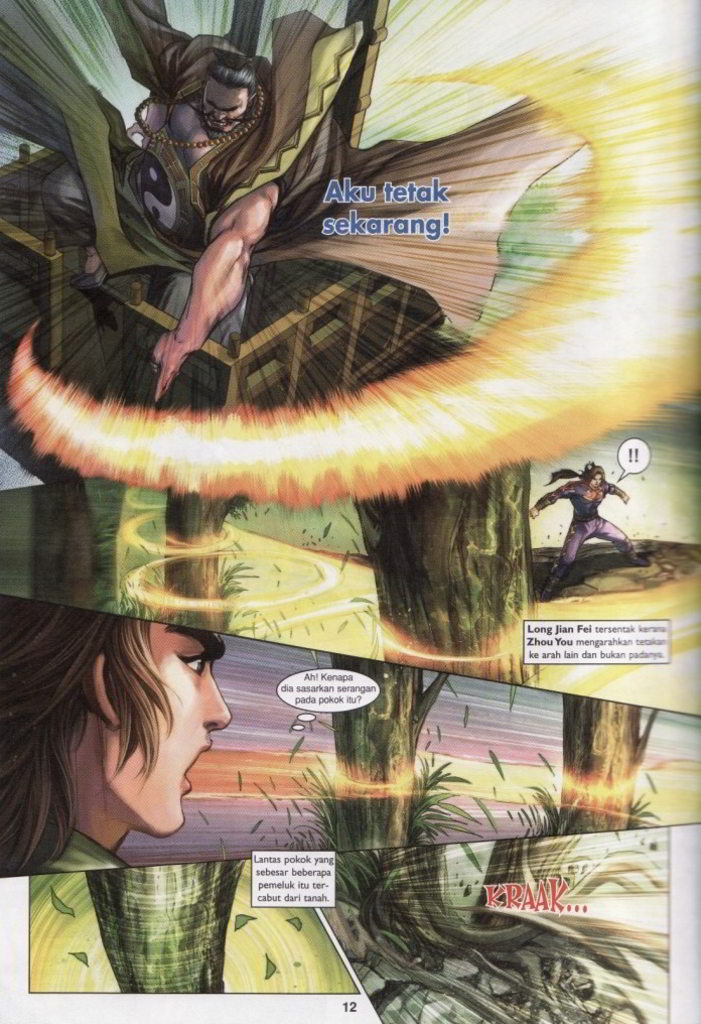 Aku tetak
sekarang!
!!
Long Jian Fei tersentak kerana
Zhou You mengarahkan tetakan
ke arah lain dan bukan padanya.
Ah! Kenapa
dia sasarkan serangan
pada pokok itu?
Lantas pokok yang
sebesar beberapa
pemeluk itu ter-
cabut dari tanah.
KRAAK...
12